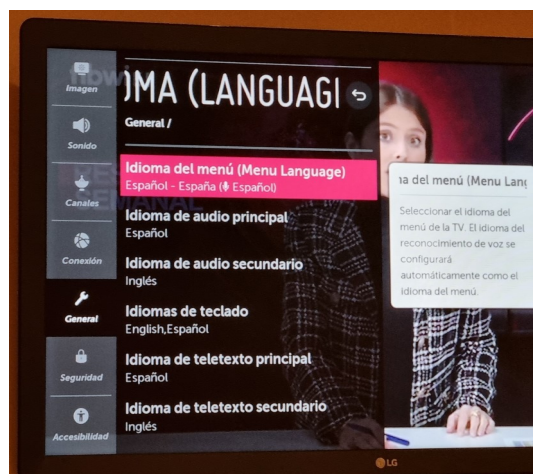 Imagen
Sonido
Canales
Conexión
General
Seguridad
Accesibilidad
OMA (LANGUAGI
General /
Idioma del menú (Menu Language)
Español - España (Español)
Idioma de audio principal
Español
Idioma de audio secundario
Inglés
Idiomas de teclado
English,Español
Idioma de teletexto principal
Español
Idioma de teletexto secundario
Inglés
na del menú (Menu Lang
Seleccionar el idioma del
menú de la TV. El idioma del
reconocimiento de voz se
configurará
automáticamente como el
idioma del menú.
LG